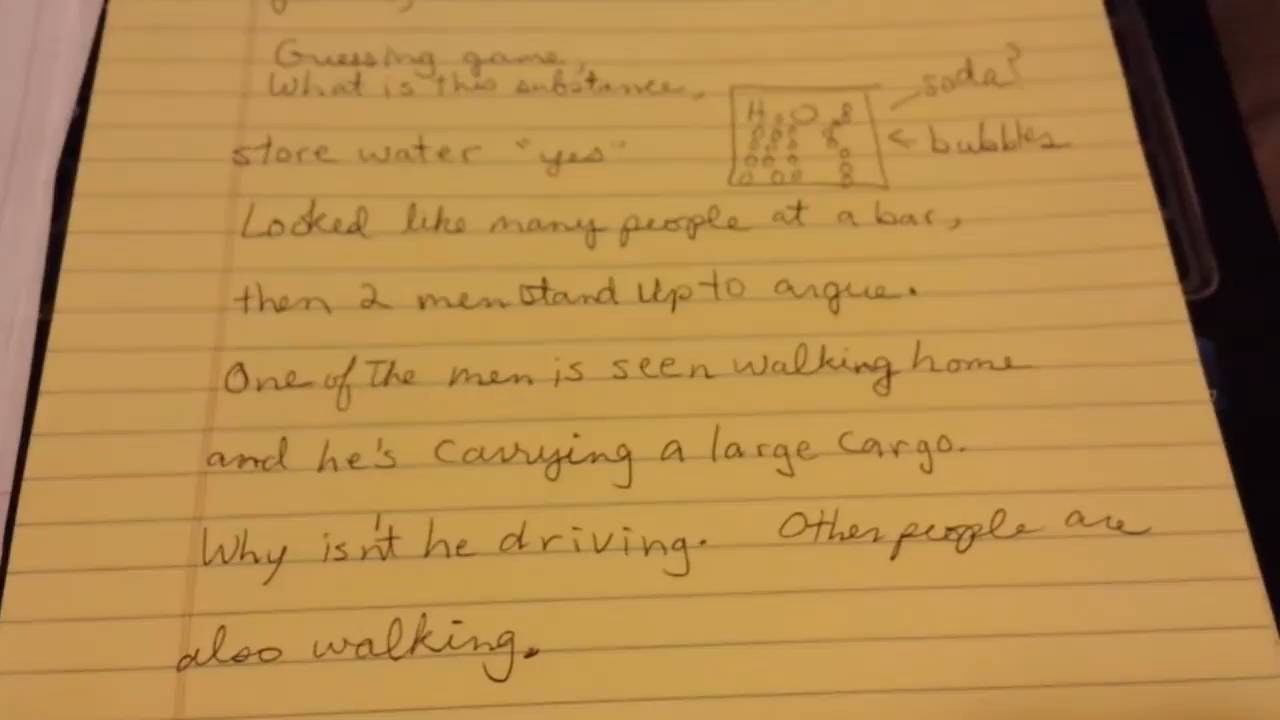 Guessing game,
What is this substance,
soda?
H2O
bubbles
store water "yes"
Looked like many people at a bar,
then 2 men stand up to argue.
One of The men is seen walking home
and he's carrying a large cargo.
Why isn't he driving. Other people are
also walking.